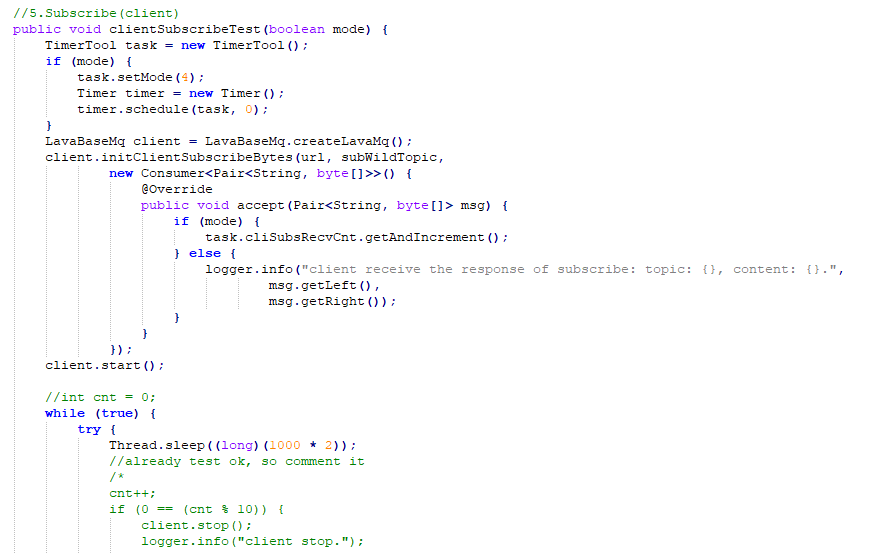 //5.Subscribe(client)
public void clientSubscribeTest(boolean mode) {
    TimerTool task = new TimerTool();
    if (mode) {
        task.setMode(4);
        Timer timer = new Timer();
        timer.schedule(task, 0);
    }
    LavaBaseMq client = LavaBaseMq.createLavaMq();
    client.initClientSubscribeBytes(url, subWildTopic,
            new Consumer<Pair<String, byte[]>>() {
                @Override
                public void accept(Pair<String, byte[]> msg) {
                    if (mode) {
                        task.cliSubsRecvCnt.getAndIncrement();
                    } else {
                        logger.info("client receive the response of subscribe: topic: {}, content: {}.",
                                msg.getLeft(),
                                msg.getRight());
                    }
                }
            });
    client.start();

    //int cnt = 0;
    while (true) {
        try {
            Thread.sleep((long)(1000 * 2));
            //already test ok, so comment it
            /*
            cnt++;
            if (0 == (cnt % 10)) {
                client.stop();
                logger.info("client stop.");